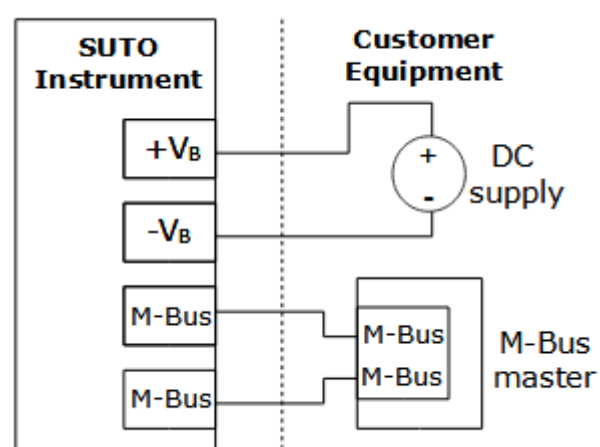 SUTO
Instrument
Customer
Equipment
+VB
-VB
M-Bus
M-Bus
+
-
DC
supply
M-Bus
M-Bus
M-Bus
master